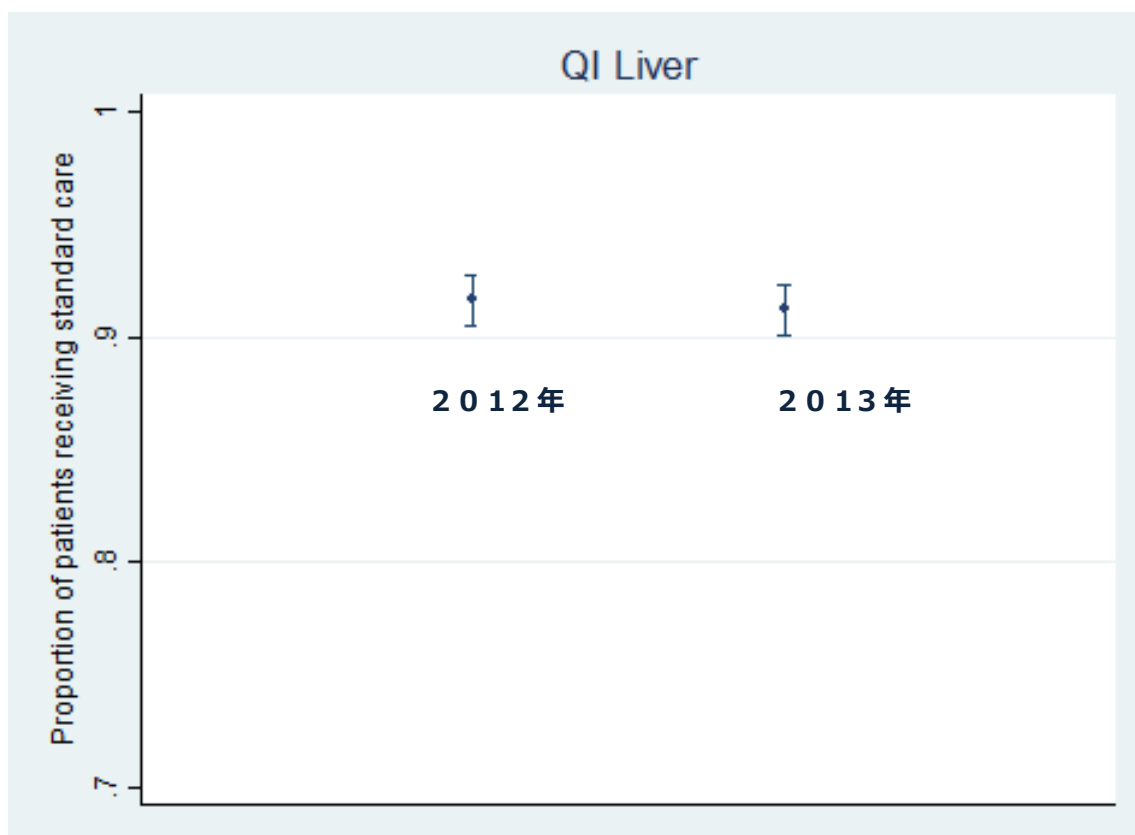 QI Liver
Proportion of patients receiving standard care
1
.9
.8
.7
２０１２年
２０１３年